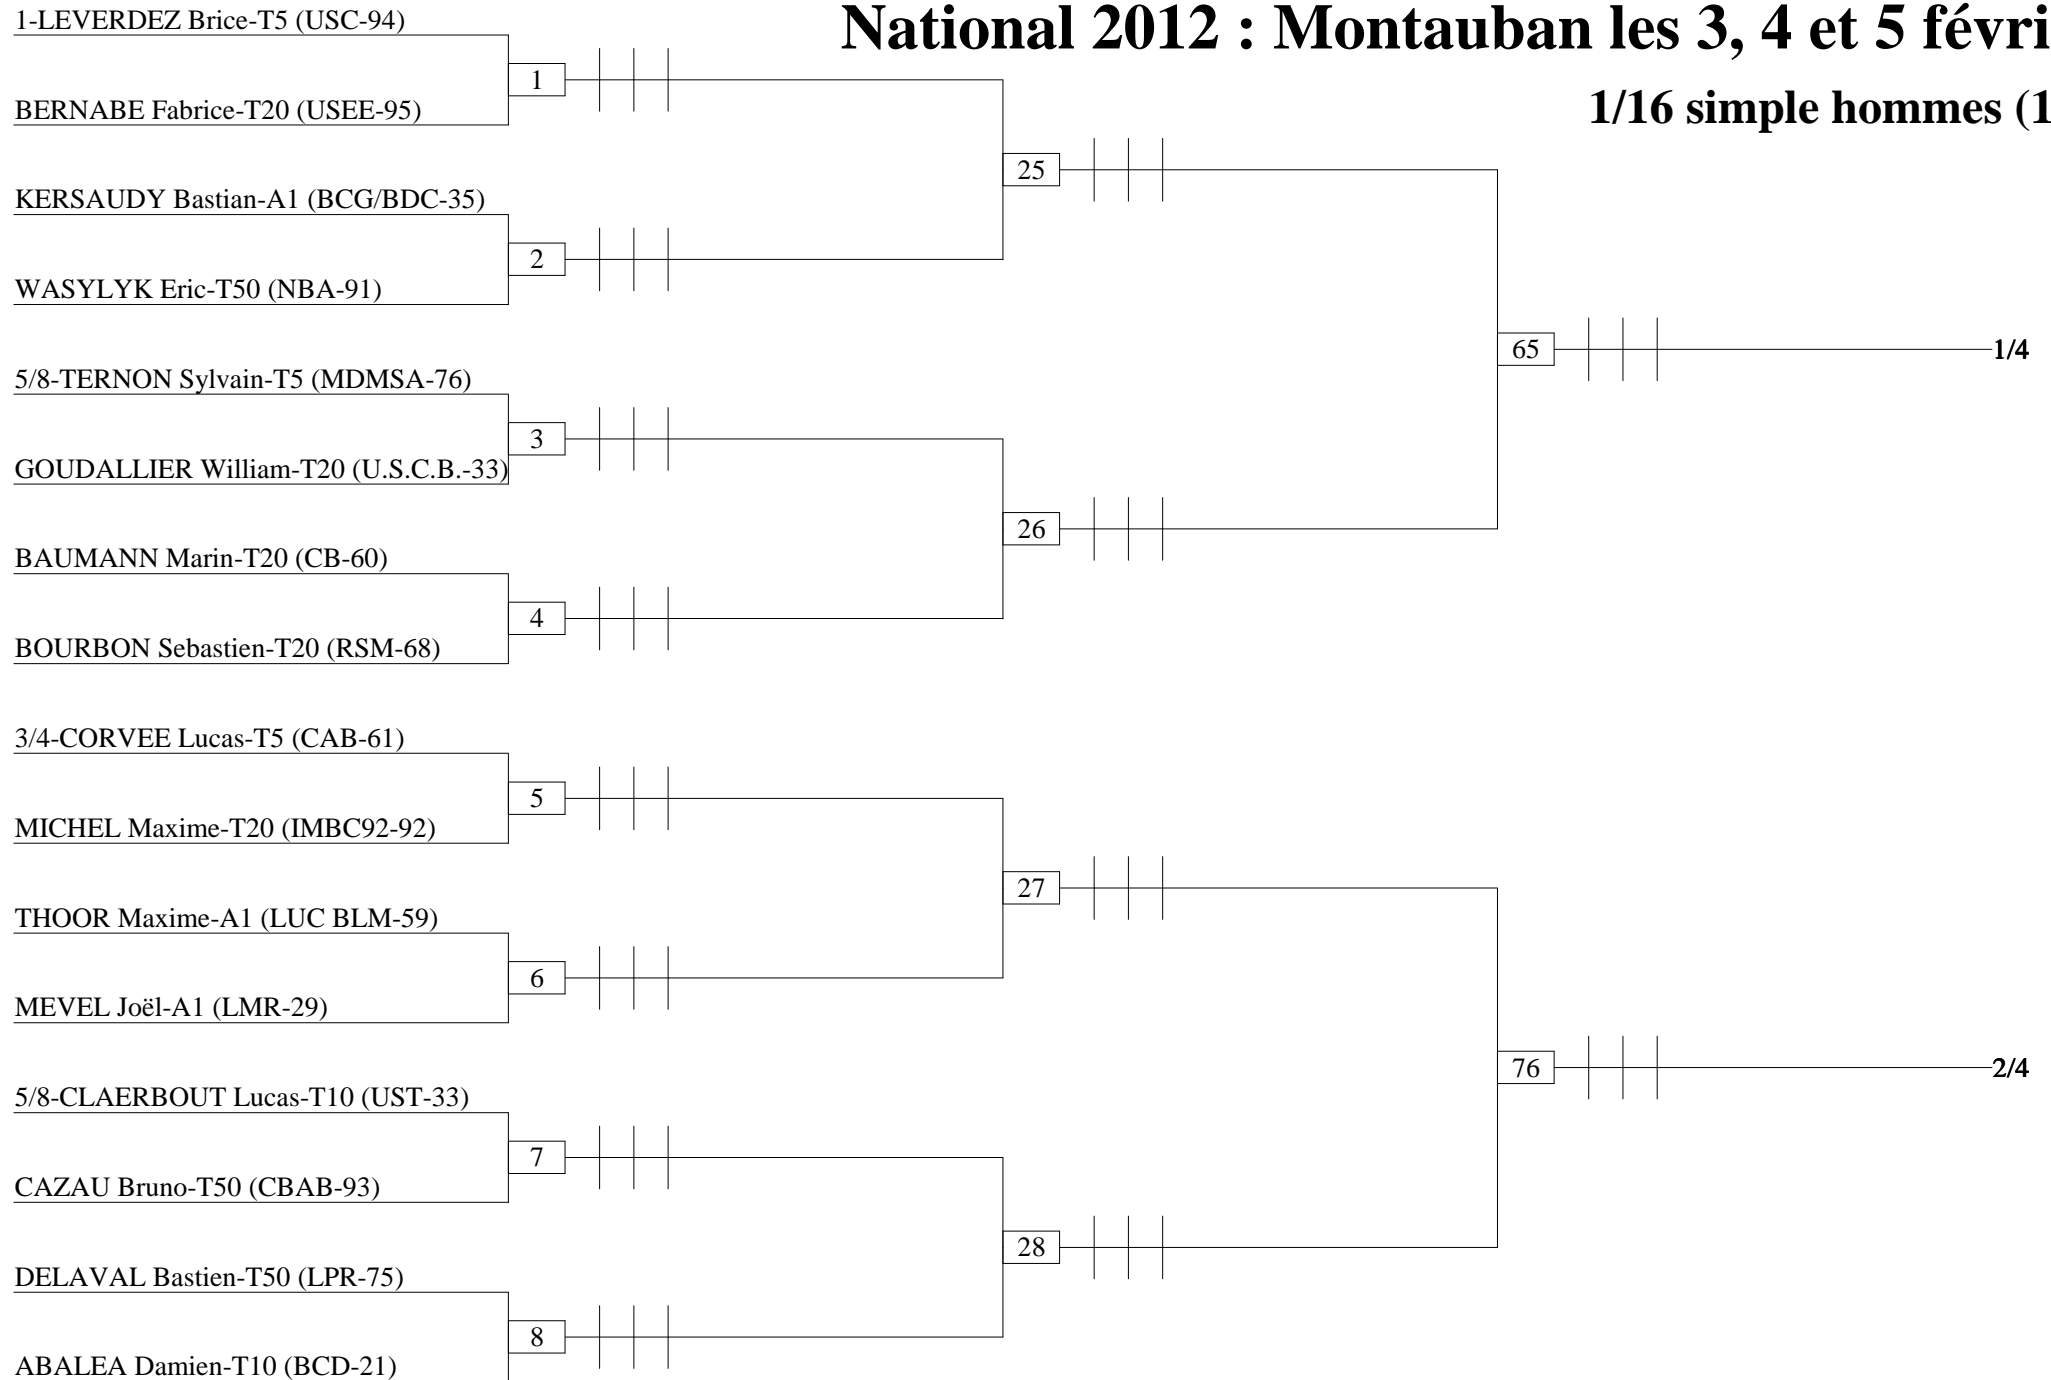 National 2012 : Montauban les 3, 4 et 5 févri
1/16 simple hommes (1
1-LEVERDEZ Brice-T5 (USC-94)
1
BERNABE Fabrice-T20 (USEE-95)
25
KERSAUDY Bastian-A1 (BCG/BDC-35)
2
WASYLYK Eric-T50 (NBA-91)
65
1/4
5/8-TERNON Sylvain-T5 (MDMSA-76)
3
GOUDALLIER William-T20 (U.S.C.B.-33)
26
BAUMANN Marin-T20 (CB-60)
4
BOURBON Sebastien-T20 (RSM-68)
3/4-CORVEE Lucas-T5 (CAB-61)
5
MICHEL Maxime-T20 (IMBC92-92)
27
THOOR Maxime-A1 (LUC BLM-59)
6
MEVEL Joël-A1 (LMR-29)
76
2/4
5/8-CLAERBOUT Lucas-T10 (UST-33)
7
CAZAU Bruno-T50 (CBAB-93)
28
DELAVAL Bastien-T50 (LPR-75)
8
ABALEA Damien-T10 (BCD-21)